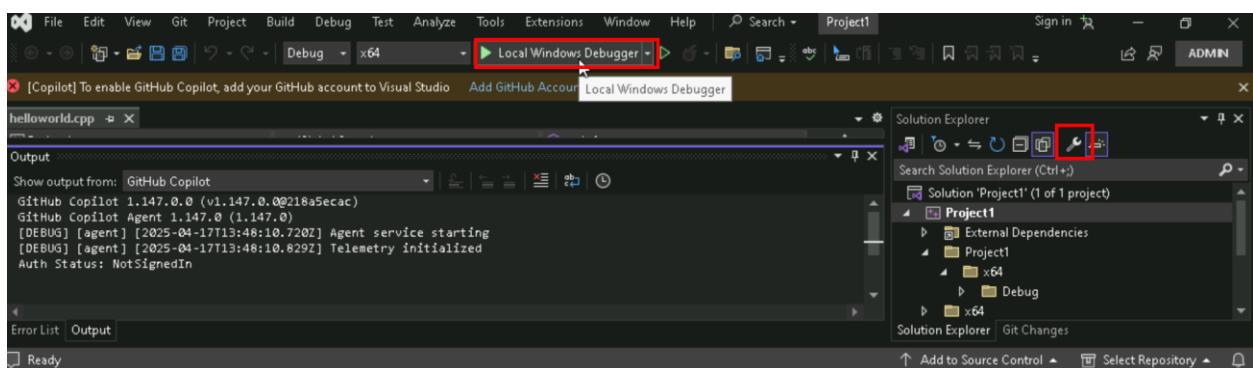 File Edit View Git Project Build Debug Test Analyze Tools Extensions Window Help Search Project1 Sign in
Debug x64 Local Windows Debugger ADMIN
[Copilot] To enable GitHub Copilot, add your GitHub account to Visual Studio Add GitHub Accour
Local Windows Debugger
helloworld.cpp
Output
Show output from: GitHub Copilot
GitHub Copilot 1.147.0.0 (v1.147.0.0@218a5ecac)
GitHub Copilot Agent 1.147.0 (1.147.0)
[DEBUG] [agent] [2025-04-17T13:48:10.720Z] Agent service starting
[DEBUG] [agent] [2025-04-17T13:48:10.829Z] Telemetry initialized
Auth Status: NotSignedIn
Error List Output
Solution Explorer
Search Solution Explorer (Ctrl+;)
Solution 'Project1' (1 of 1 project)
Project1
External Dependencies
Project1
x64
Debug
x64
Solution Explorer Git Changes
Ready Add to Source Control Select Repository